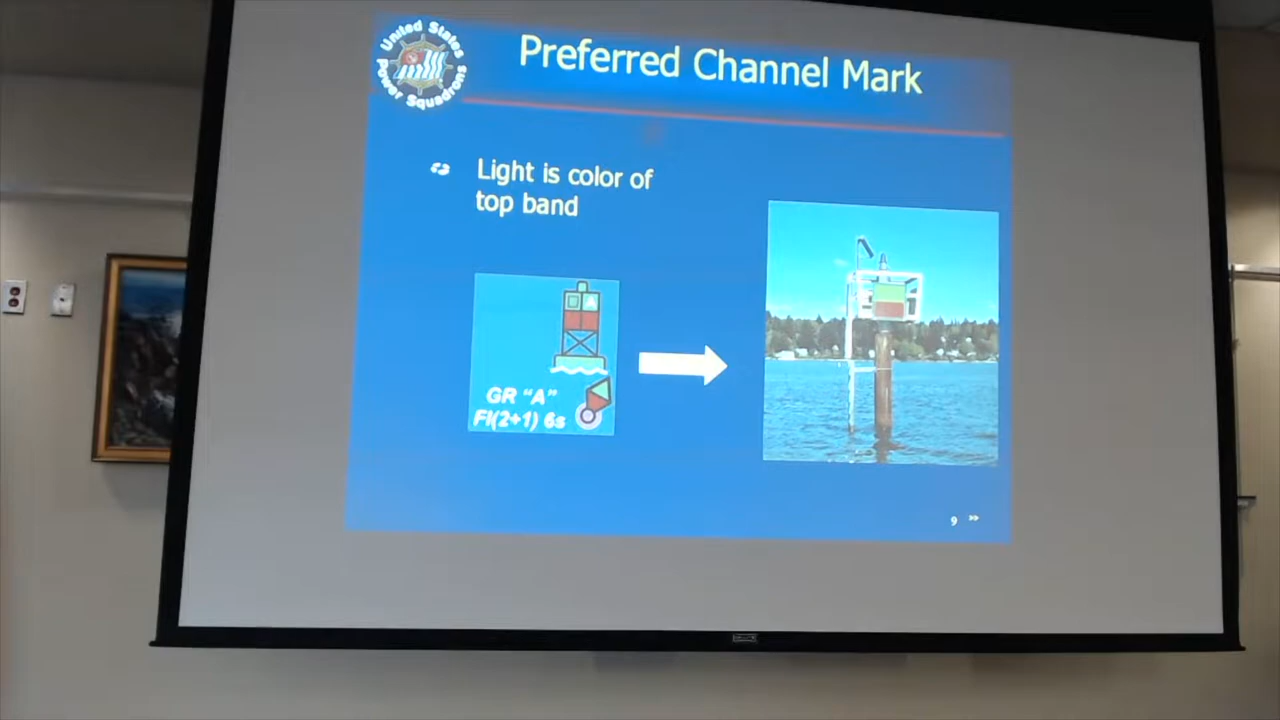 United States
Power Squadrons
Preferred Channel Mark
Light is color of
top band
A
GR "A"
Fl(2+1) 6s
9